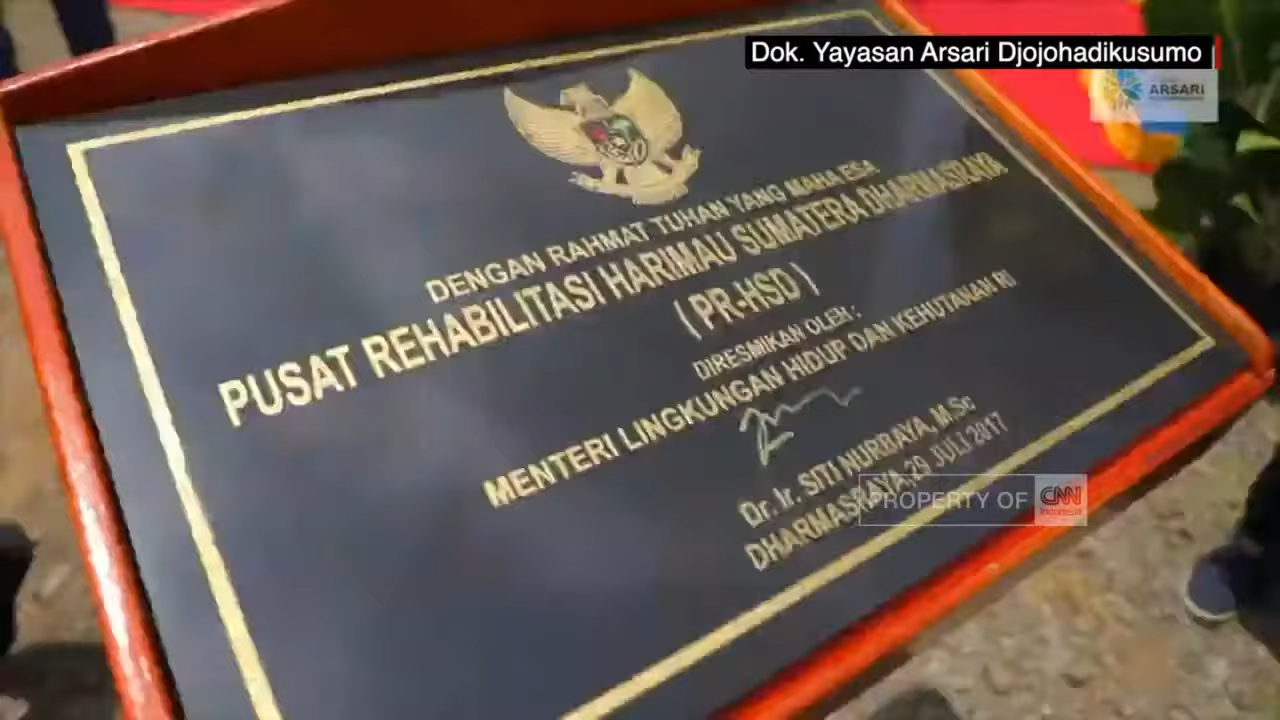 Dok. Yayasan Arsari Djojohadikusumo
ARSARI
DENGAN RAHMAT TUHAN YANG MAHA ESA
PUSAT REHABILITASI HARIMAU SUMATERA DHARMASRAYA
( PR-HSD )
DIRESMIKAN OLEH :
MENTERI LINGKUNGAN HIDUP DAN KEHUTANAN RI
Dr. Ir. SITI NURBAYA, M.Sc
DHARMASRAYA, 29 JULI 2017
PROPERTY OF CNN Indonesia